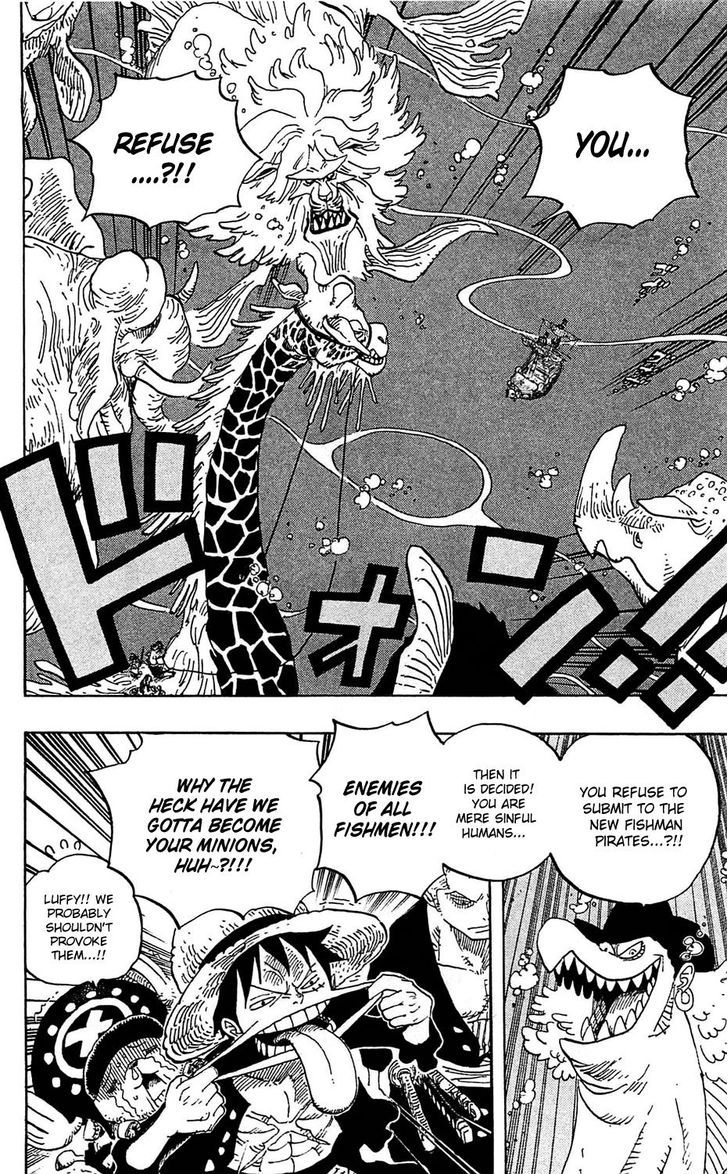 YOU...
REFUSE
....?!!
ドォン!!
YOU REFUSE TO
SUBMIT TO THE
NEW FISHMAN
PIRATES...?!!
THEN IT
IS DECIDED!
YOU ARE
MERE SINFUL
HUMANS...
ENEMIES
OF ALL
FISHMEN!!!
WHY THE
HECK HAVE WE
GOTTA BECOME
YOUR MINIONS,
HUH~?!!!
LUFFY!! WE
PROBABLY
SHOULDN'T
PROVOKE
THEM...!!